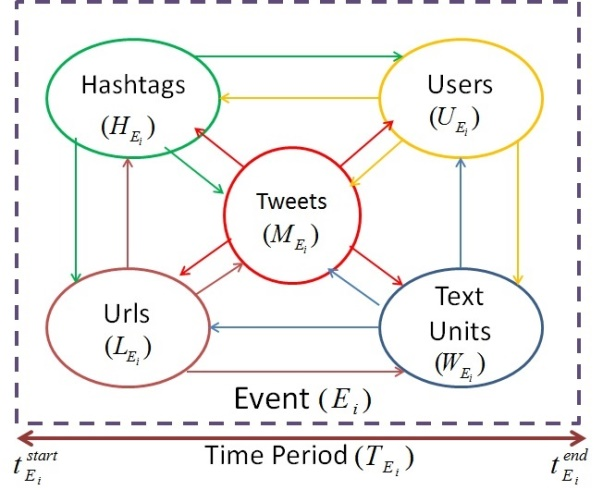 Hashtags
(H_{E_i})
Users
(U_{E_i})
Tweets
(M_{E_i})
Urls
(L_{E_i})
Text
Units
(W_{E_i})
Event (E_i)
Time Period (T_{E_i})
t_{E_i}^{start}
t_{E_i}^{end}